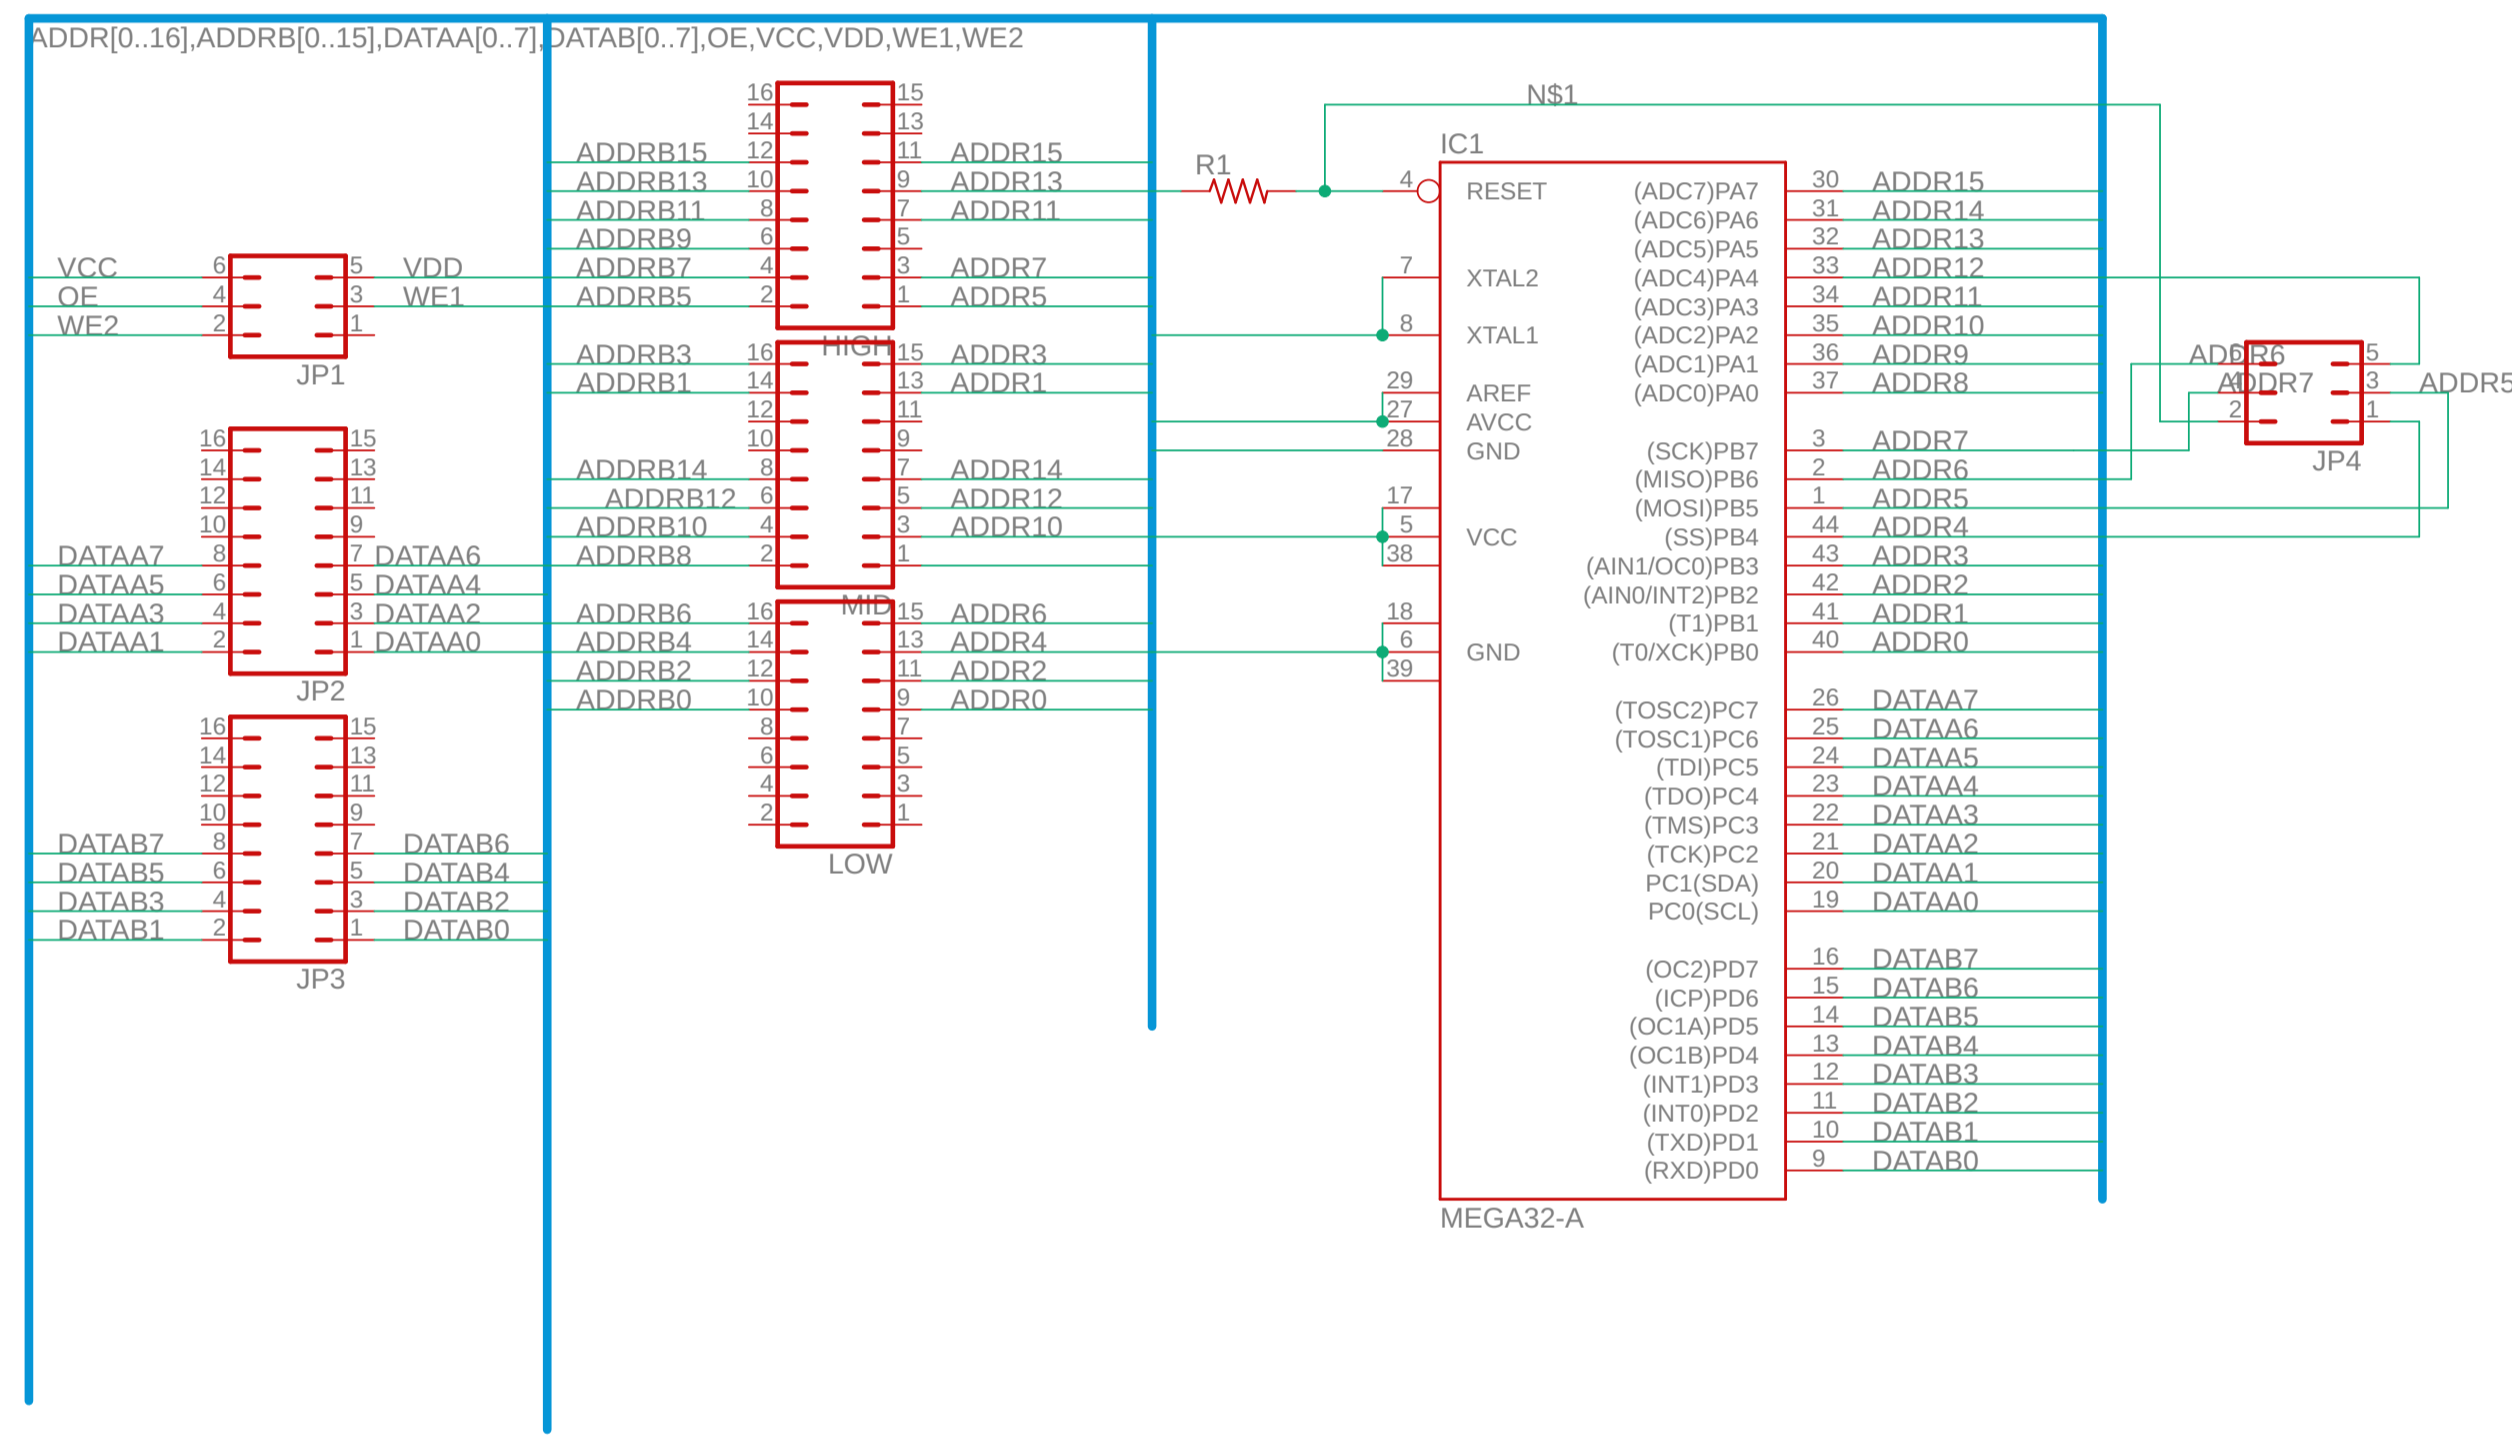 ADDR[0..16],ADDRB[0..15],DATAA[0..7],DATAB[0..7],OE,VCC,VDD,WE1,WE2
VCC 6 5 VDD
OE 4 3 WE1
WE2 2 1
JP1
16 15
14 13
12 11
10 9
DATAA7 8 7 DATAA6
DATAA5 6 5 DATAA4
DATAA3 4 3 DATAA2
DATAA1 2 1 DATAA0
JP2
16 15
14 13
12 11
10 9
DATAB7 8 7 DATAB6
DATAB5 6 5 DATAB4
DATAB3 4 3 DATAB2
DATAB1 2 1 DATAB0
JP3
16 15
14 13
ADDRB15 12 11 ADDR15
ADDRB13 10 9 ADDR13
ADDRB11 8 7 ADDR11
ADDRB9 6 5
ADDRB7 4 3 ADDR7
ADDRB5 2 1 ADDR5
HIGH
ADDRB3 16 15 ADDR3
ADDRB1 14 13 ADDR1
12 11
10 9
ADDRB14 8 7 ADDR14
ADDRB12 6 5 ADDR12
ADDRB10 4 3 ADDR10
ADDRB8 2 1
MID
ADDRB6 16 15 ADDR6
ADDRB4 14 13 ADDR4
ADDRB2 12 11 ADDR2
ADDRB0 10 9 ADDR0
8 7
6 5
4 3
2 1
LOW
N$1
R1
IC1
4 RESET (ADC7)PA7 30 ADDR15
(ADC6)PA6 31 ADDR14
(ADC5)PA5 32 ADDR13
7 XTAL2 (ADC4)PA4 33 ADDR12
(ADC3)PA3 34 ADDR11
8 XTAL1 (ADC2)PA2 35 ADDR10
(ADC1)PA1 36 ADDR9
29 AREF (ADC0)PA0 37 ADDR8
27 AVCC
28 GND (SCK)PB7 3 ADDR7
(MISO)PB6 2 ADDR6
17 (MOSI)PB5 1 ADDR5
5 VCC (SS)PB4 44 ADDR4
38 (AIN1/OC0)PB3 43 ADDR3
(AIN0/INT2)PB2 42 ADDR2
18 (T1)PB1 41 ADDR1
6 GND (T0/XCK)PB0 40 ADDR0
39
(TOSC2)PC7 26 DATAA7
(TOSC1)PC6 25 DATAA6
(TDI)PC5 24 DATAA5
(TDO)PC4 23 DATAA4
(TMS)PC3 22 DATAA3
(TCK)PC2 21 DATAA2
PC1(SDA) 20 DATAA1
PC0(SCL) 19 DATAA0
(OC2)PD7 16 DATAB7
(ICP)PD6 15 DATAB6
(OC1A)PD5 14 DATAB5
(OC1B)PD4 13 DATAB4
(INT1)PD3 12 DATAB3
(INT0)PD2 11 DATAB2
(TXD)PD1 10 DATAB1
(RXD)PD0 9 DATAB0
MEGA32-A
ADDR6 6 5
ADDR7 4 3 ADDR5
2 1
JP4